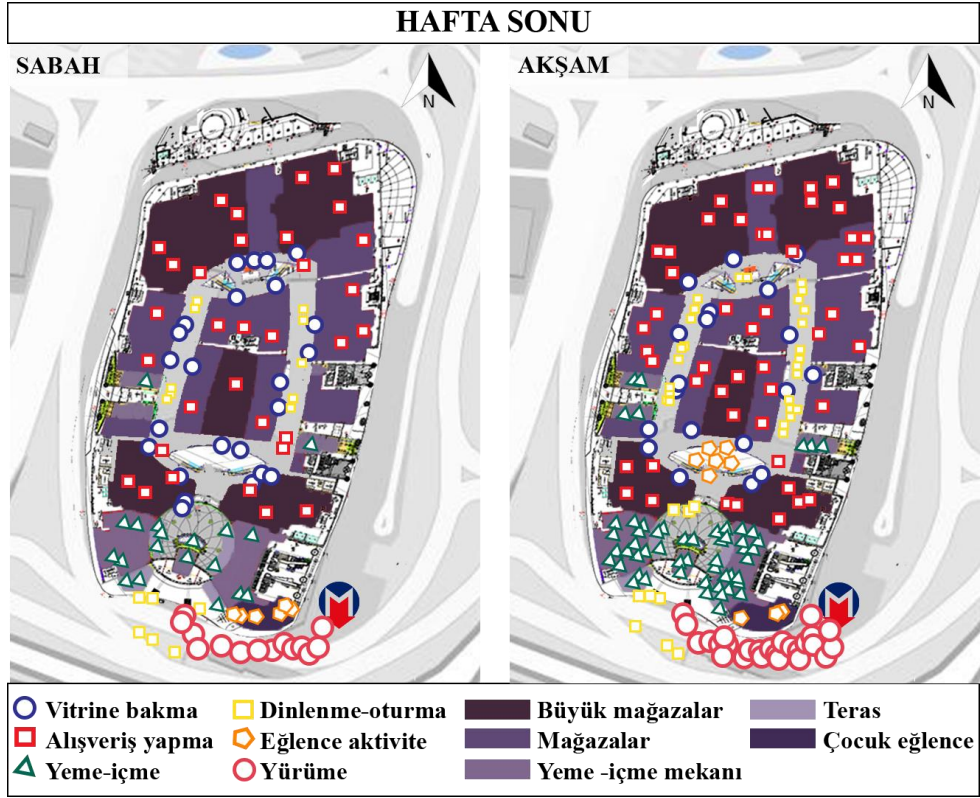 HAFTA SONU
SABAH
AKŞAM
N
N
M
M
Vitrine bakma
Dinlenme-oturma
Büyük mağazalar
Teras
Alışveriş yapma
Eğlence aktivite
Mağazalar
Çocuk eğlence
Yeme-içme
Yürüme
Yeme -içme mekanı